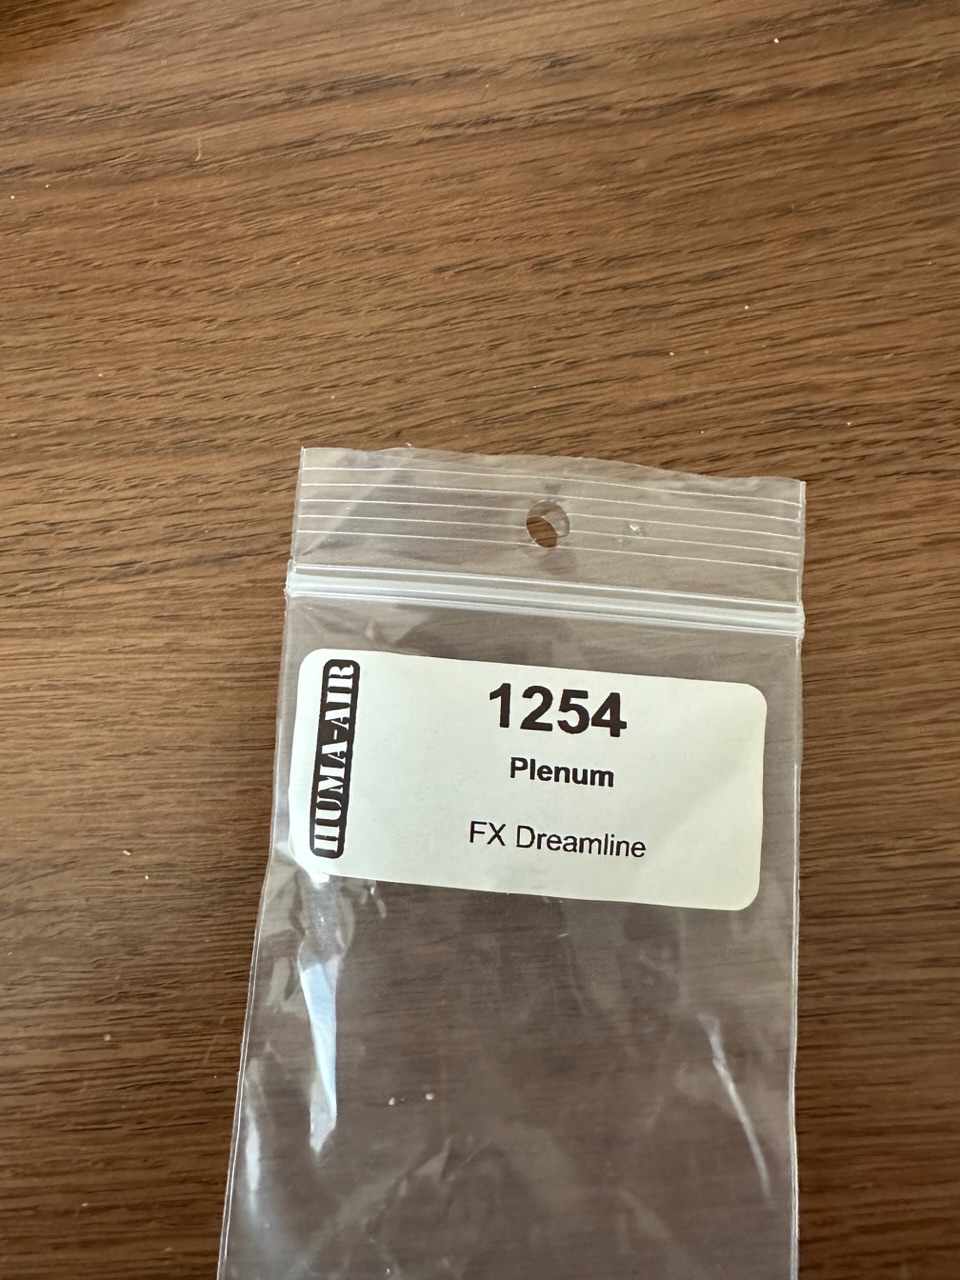 HUMA-AIR
1254
Plenum
FX Dreamline